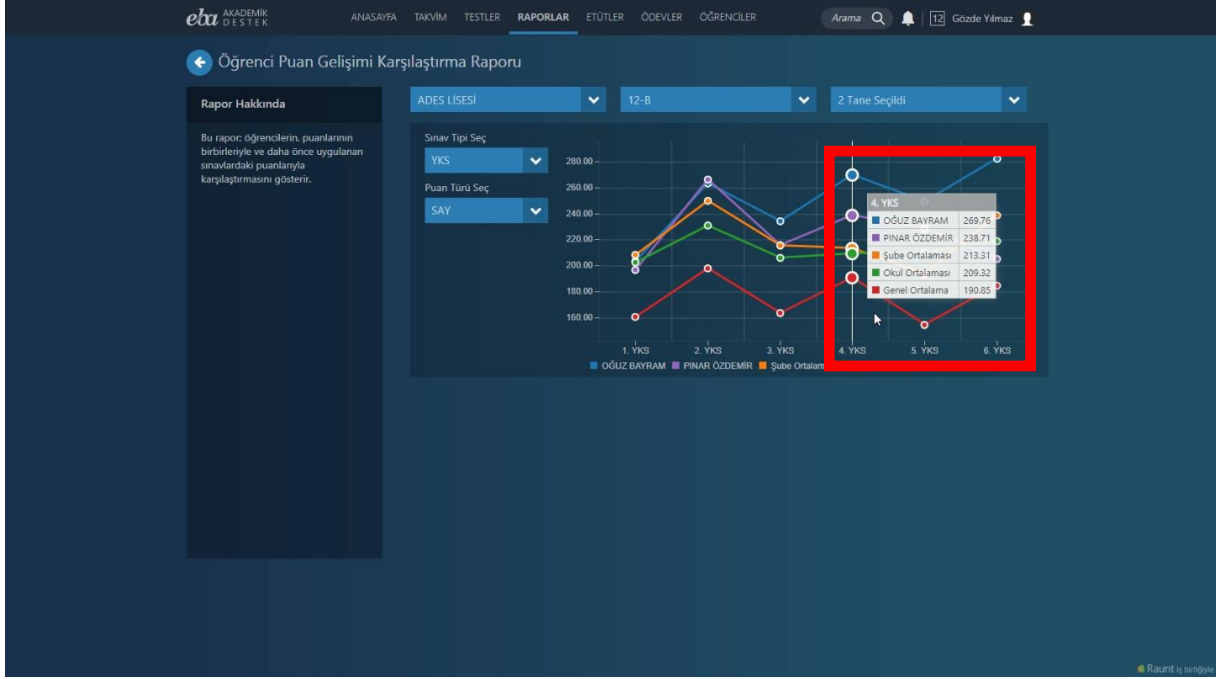 eba AKADEMİK DESTEK
ANASAYFA TAKVİM TESTLER RAPORLAR ETÜTLER ÖDEVLER ÖĞRENCİLER Arama 12 Gözde Yılmaz
Öğrenci Puan Gelişimi Karşılaştırma Raporu
Rapor Hakkında
Bu rapor; öğrencilerin, puanlarının
birbirleriyle ve daha önce uygulanan
sınavlardaki puanlarıyla
karşılaştırmasını gösterir.
ADES LİSESİ 12-B 2 Tane Seçildi
Sınav Tipi Seç
YKS
Puan Türü Seç
SAY
280.00
260.00
240.00
220.00
200.00
180.00
160.00
4. YKS
OĞUZ BAYRAM 269.76
PINAR ÖZDEMİR 238.71
Şube Ortalaması 213.31
Okul Ortalaması 209.32
Genel Ortalama 190.85
1. YKS 2. YKS 3. YKS 4. YKS 5. YKS 6. YKS
OĞUZ BAYRAM PINAR ÖZDEMİR Şube Ortalam
Raunt iş birliğiyle